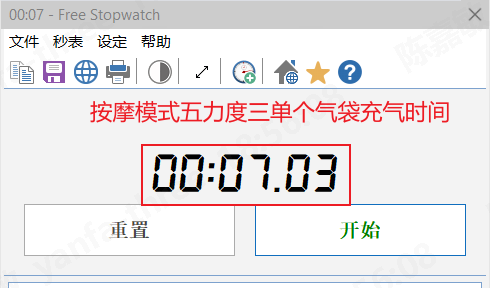 00:07 - Free Stopwatch
文件 秒表 设定 帮助
按摩模式五力度三单个气袋充气时间
00:07.03
重置 开始